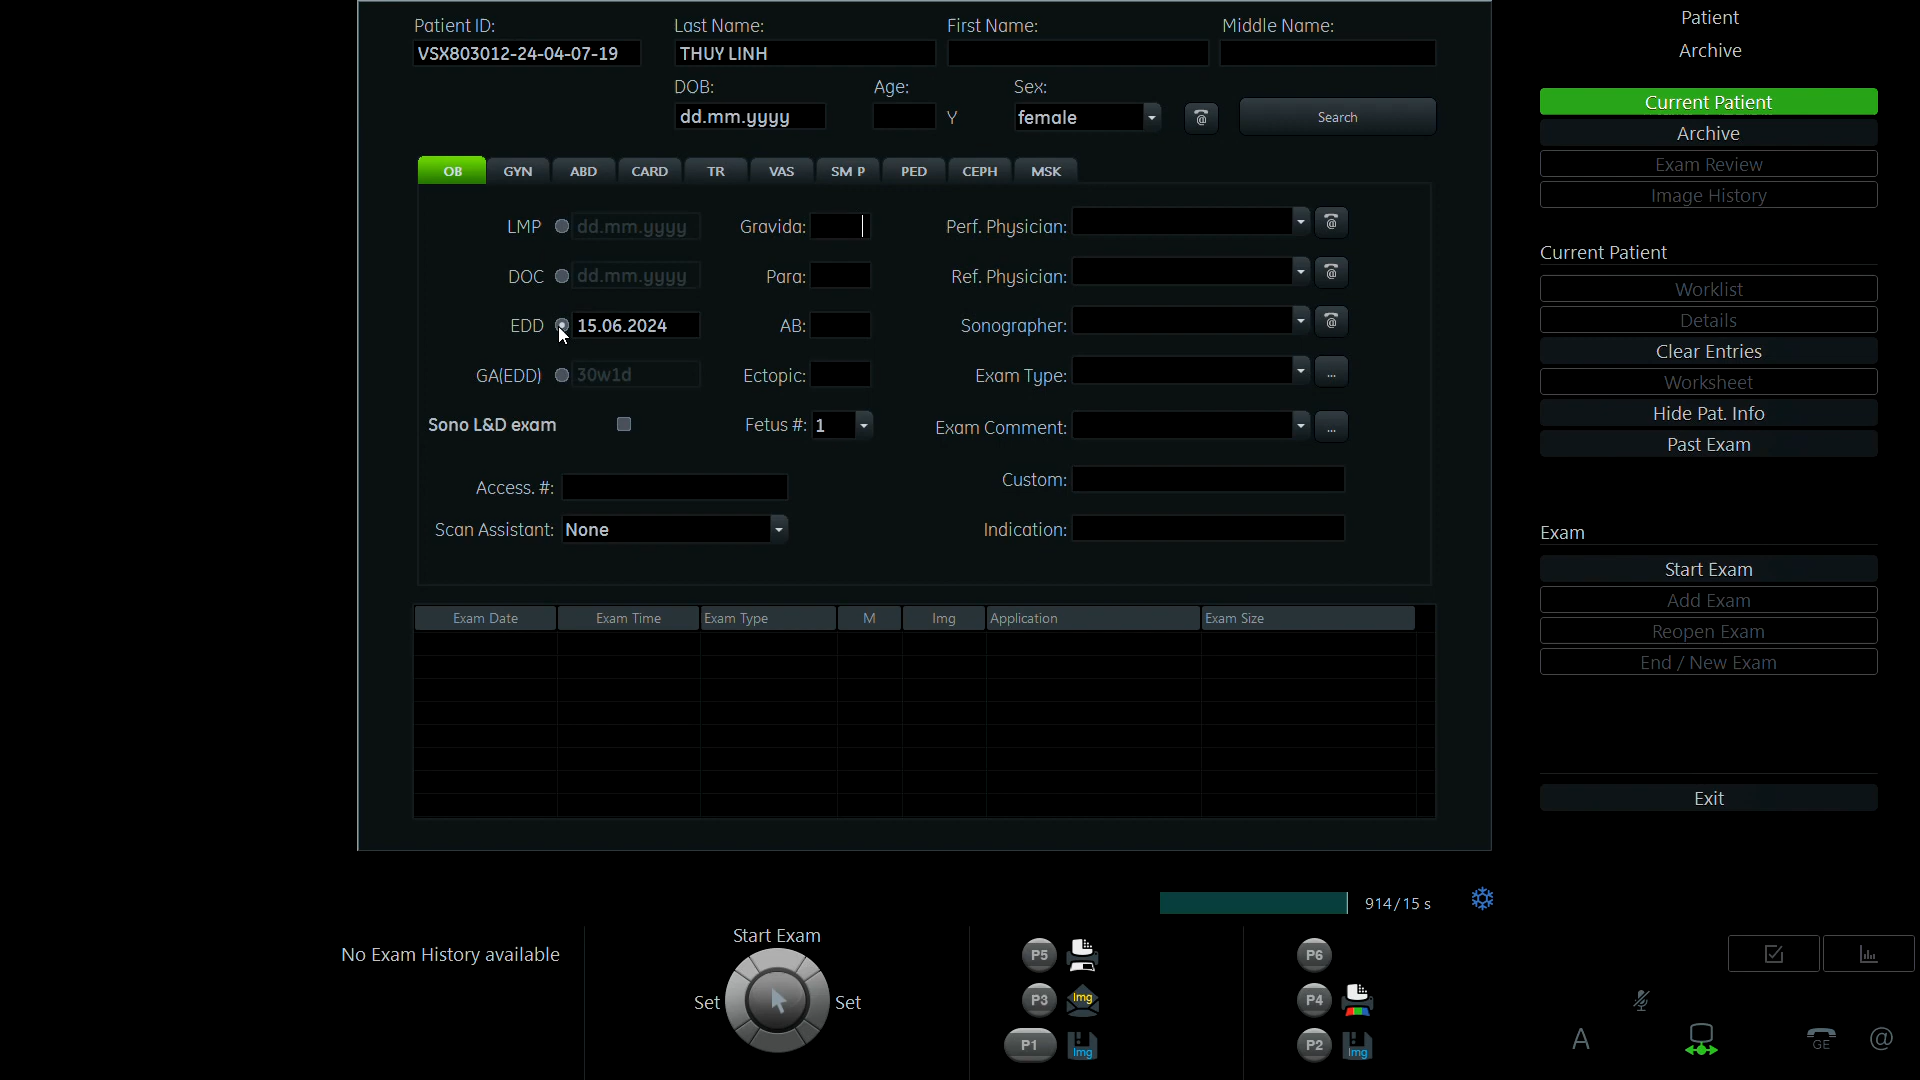 Patient ID: Last Name: First Name: Middle Name:
VSX803012-24-04-07-19 THUY LINH
DOB: Age: Sex:
dd.mm.yyyy Y female @ Search
OB GYN ABD CARD TR VAS SM P PED CEPH MSK
LMP dd.mm.yyyy Gravida: Perf. Physician: @
DOC dd.mm.yyyy Para: Ref. Physician: @
EDD 15.06.2024 AB: Sonographer: @
GA(EDD) 30w1d Ectopic: Exam Type: ...
Sono L&D exam Fetus #: 1 Exam Comment: ...
Access. #: Custom:
Scan Assistant: None Indication:
Exam Date Exam Time Exam Type M Img Application Exam Size
914/15 s
No Exam History available
Start Exam
Set Set
P5
P3 Img
P1 Img
P6
P4
P2 Img
Patient
Archive
Current Patient
Archive
Exam Review
Image History
Current Patient
Worklist
Details
Clear Entries
Worksheet
Hide Pat. Info
Past Exam
Exam
Start Exam
Add Exam
Reopen Exam
End / New Exam
Exit
A GE @